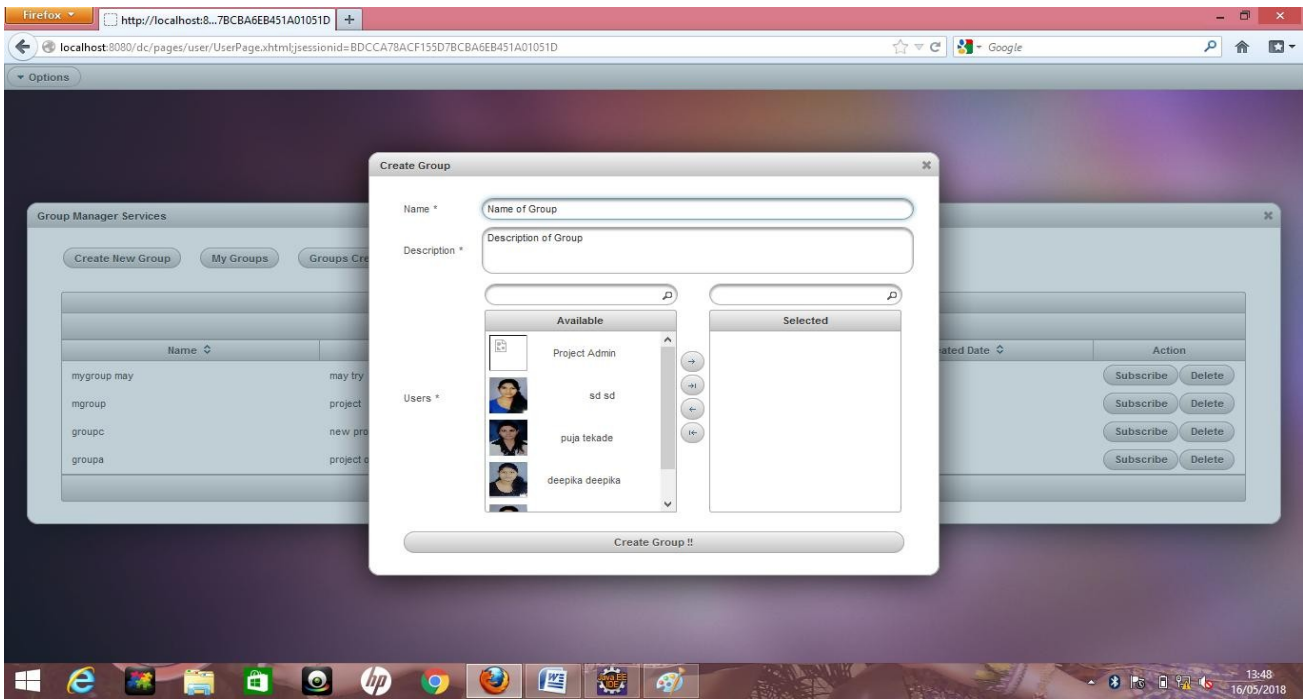 Firefox
http://localhost:8...7BCBA6EB451A01051D
localhost:8080/dc/pages/user/UserPage.xhtml;jsessionid=BDCCA78ACF155D7BCBA6EB451A01051D
Google
Options
Create Group
Group Manager Services
Name *
Name of Group
Description *
Description of Group
Create New Group
My Groups
Groups Cre
Users *
Available
Selected
Project Admin
sd sd
puja tekade
deepika deepika
Create Group !!
Name
ated Date
Action
mygroup may
may try
Subscribe
Delete
mgroup
project
Subscribe
Delete
groupc
new pro
Subscribe
Delete
groupa
project o
Subscribe
Delete
hp
Java EE
IDE
13:48
16/05/2018